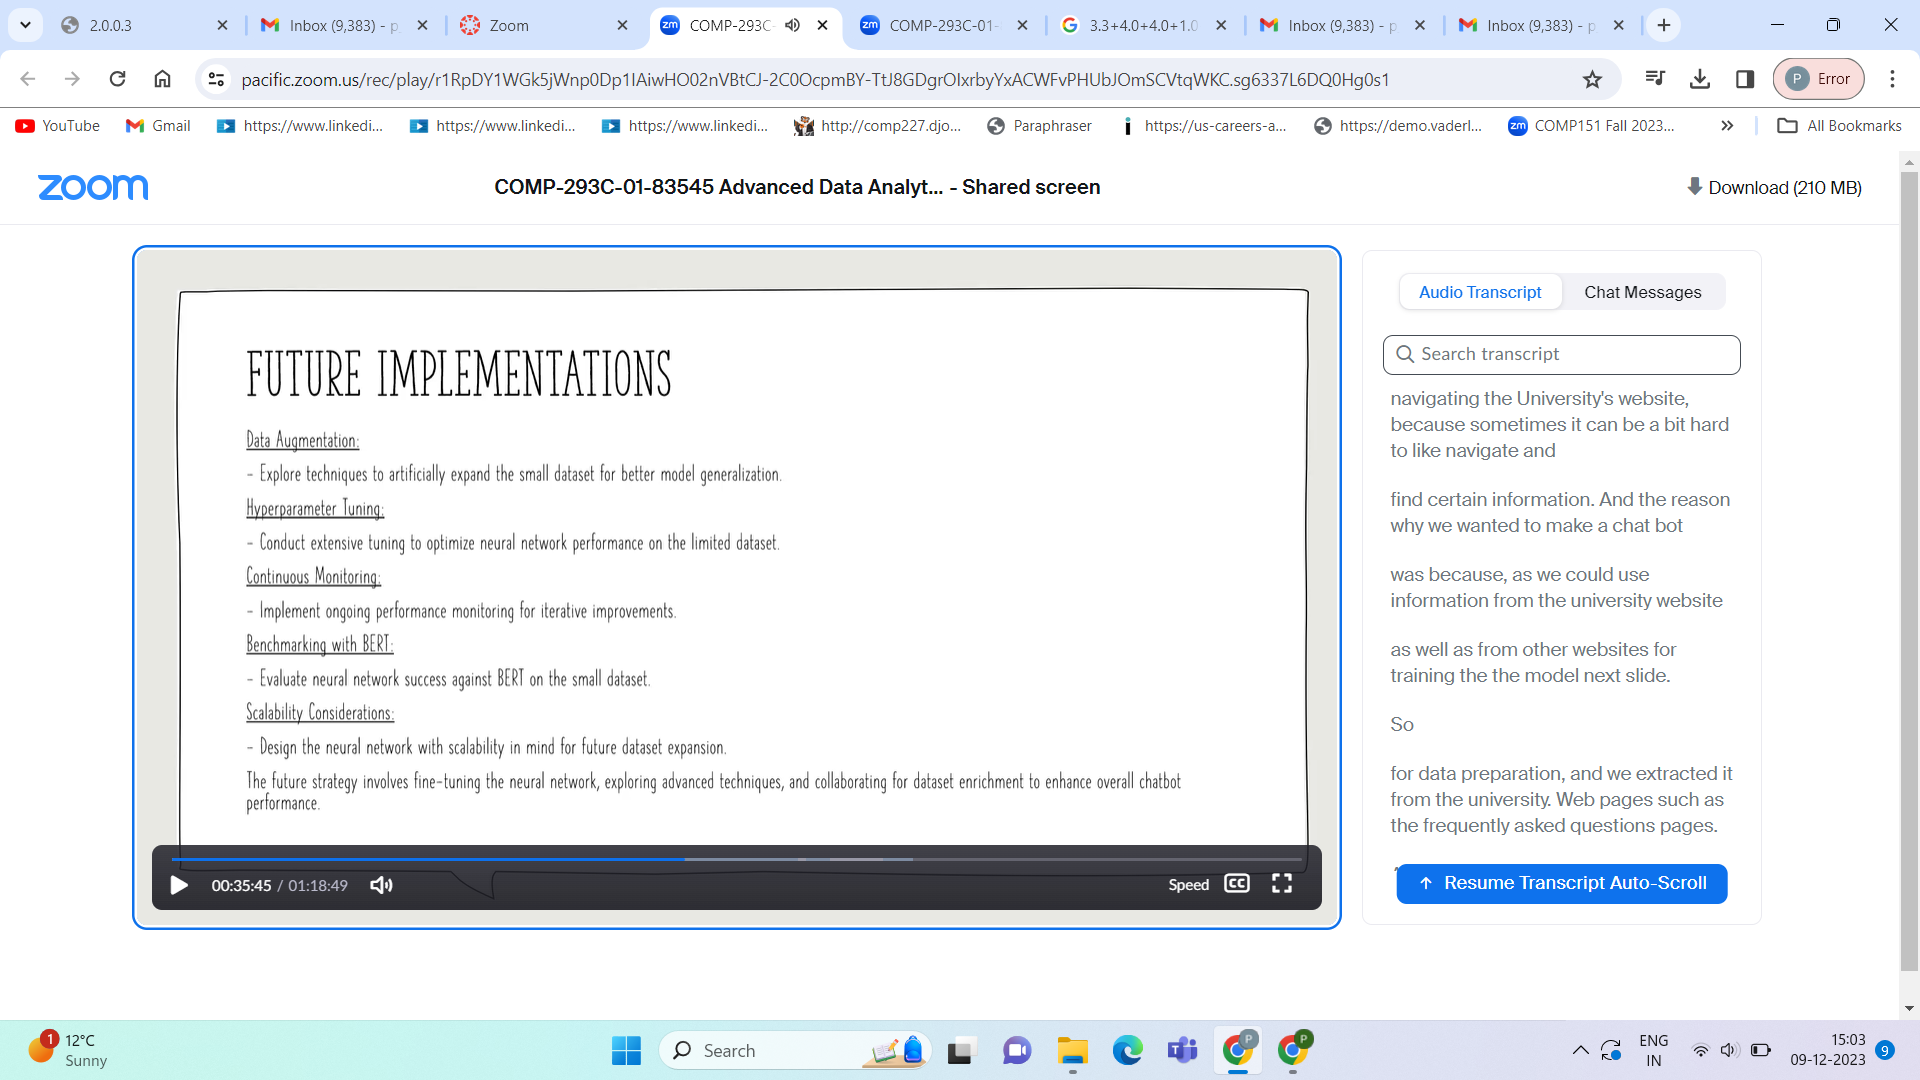 2.0.0.3
Inbox (9,383) - p
Zoom
zm COMP-293C-
zm COMP-293C-01-
3.3+4.0+4.0+1.0
Inbox (9,383) - p
Inbox (9,383) - p
pacific.zoom.us/rec/play/r1RpDY1WGk5jWnp0Dp1IAiwHO02nVBtCJ-2C0OcpmBY-TtJ8GDgrOIxrbyYxACWFvPHUbJOmSCVtqWKC.sg6337L6DQ0Hg0s1
P Error
YouTube
Gmail
https://www.linkedi...
https://www.linkedi...
https://www.linkedi...
http://comp227.djo...
Paraphraser
https://us-careers-a...
https://demo.vaderl...
zm COMP151 Fall 2023...
All Bookmarks
zoom
COMP-293C-01-83545 Advanced Data Analyt... - Shared screen
Download (210 MB)
FUTURE IMPLEMENTATIONS
Data Augmentation:
- Explore techniques to artificially expand the small dataset for better model generalization.
Hyperparameter Tuning:
- Conduct extensive tuning to optimize neural network performance on the limited dataset.
Continuous Monitoring:
- Implement ongoing performance monitoring for iterative improvements.
Benchmarking with BERT:
- Evaluate neural network success against BERT on the small dataset.
Scalability Considerations:
- Design the neural network with scalability in mind for future dataset expansion.
The future strategy involves fine-tuning the neural network, exploring advanced techniques, and collaborating for dataset enrichment to enhance overall chatbot
performance.
00:35:45 / 01:18:49
Speed
CC
Audio Transcript
Chat Messages
Search transcript
navigating the University's website,
because sometimes it can be a bit hard
to like navigate and
find certain information. And the reason
why we wanted to make a chat bot
was because, as we could use
information from the university website
as well as from other websites for
training the the model next slide.
So
for data preparation, and we extracted it
from the university. Web pages such as
the frequently asked questions pages.
Resume Transcript Auto-Scroll
1
12°C
Sunny
Search
P
P
ENG
IN
15:03
09-12-2023
9